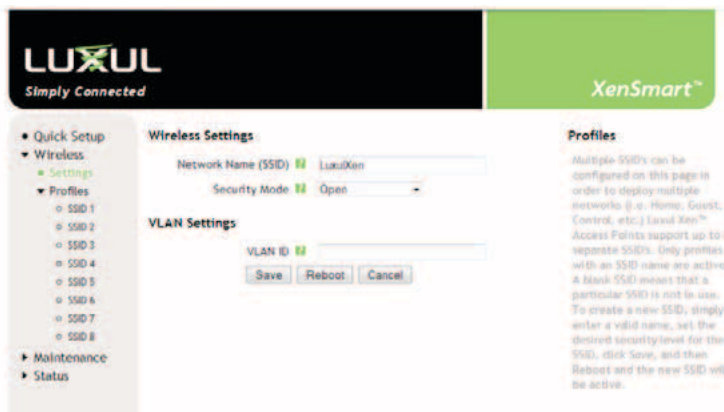 LUXUL
Simply Connected
XenSmart™
Quick Setup
Wireless
Settings
Profiles
SSID 1
SSID 2
SSID 3
SSID 4
SSID 5
SSID 6
SSID 7
SSID 8
Maintenance
Status
Wireless Settings
Network Name (SSID) LuxulXen
Security Mode Open
VLAN Settings
VLAN ID
Save Reboot Cancel
Profiles
Multiple SSID's can be
configured on this page in
order to deploy multiple
networks (i.e. Home, Guest,
Control, etc.) Luxul Xen™
Access Points support up to
separate SSID's. Only profiles
with an SSID name are active.
A blank SSID means that a
particular SSID is not in use.
To create a new SSID, simply
enter a valid name, set the
desired security level for the
SSID, click Save, and then
Reboot and the new SSID will
be active.